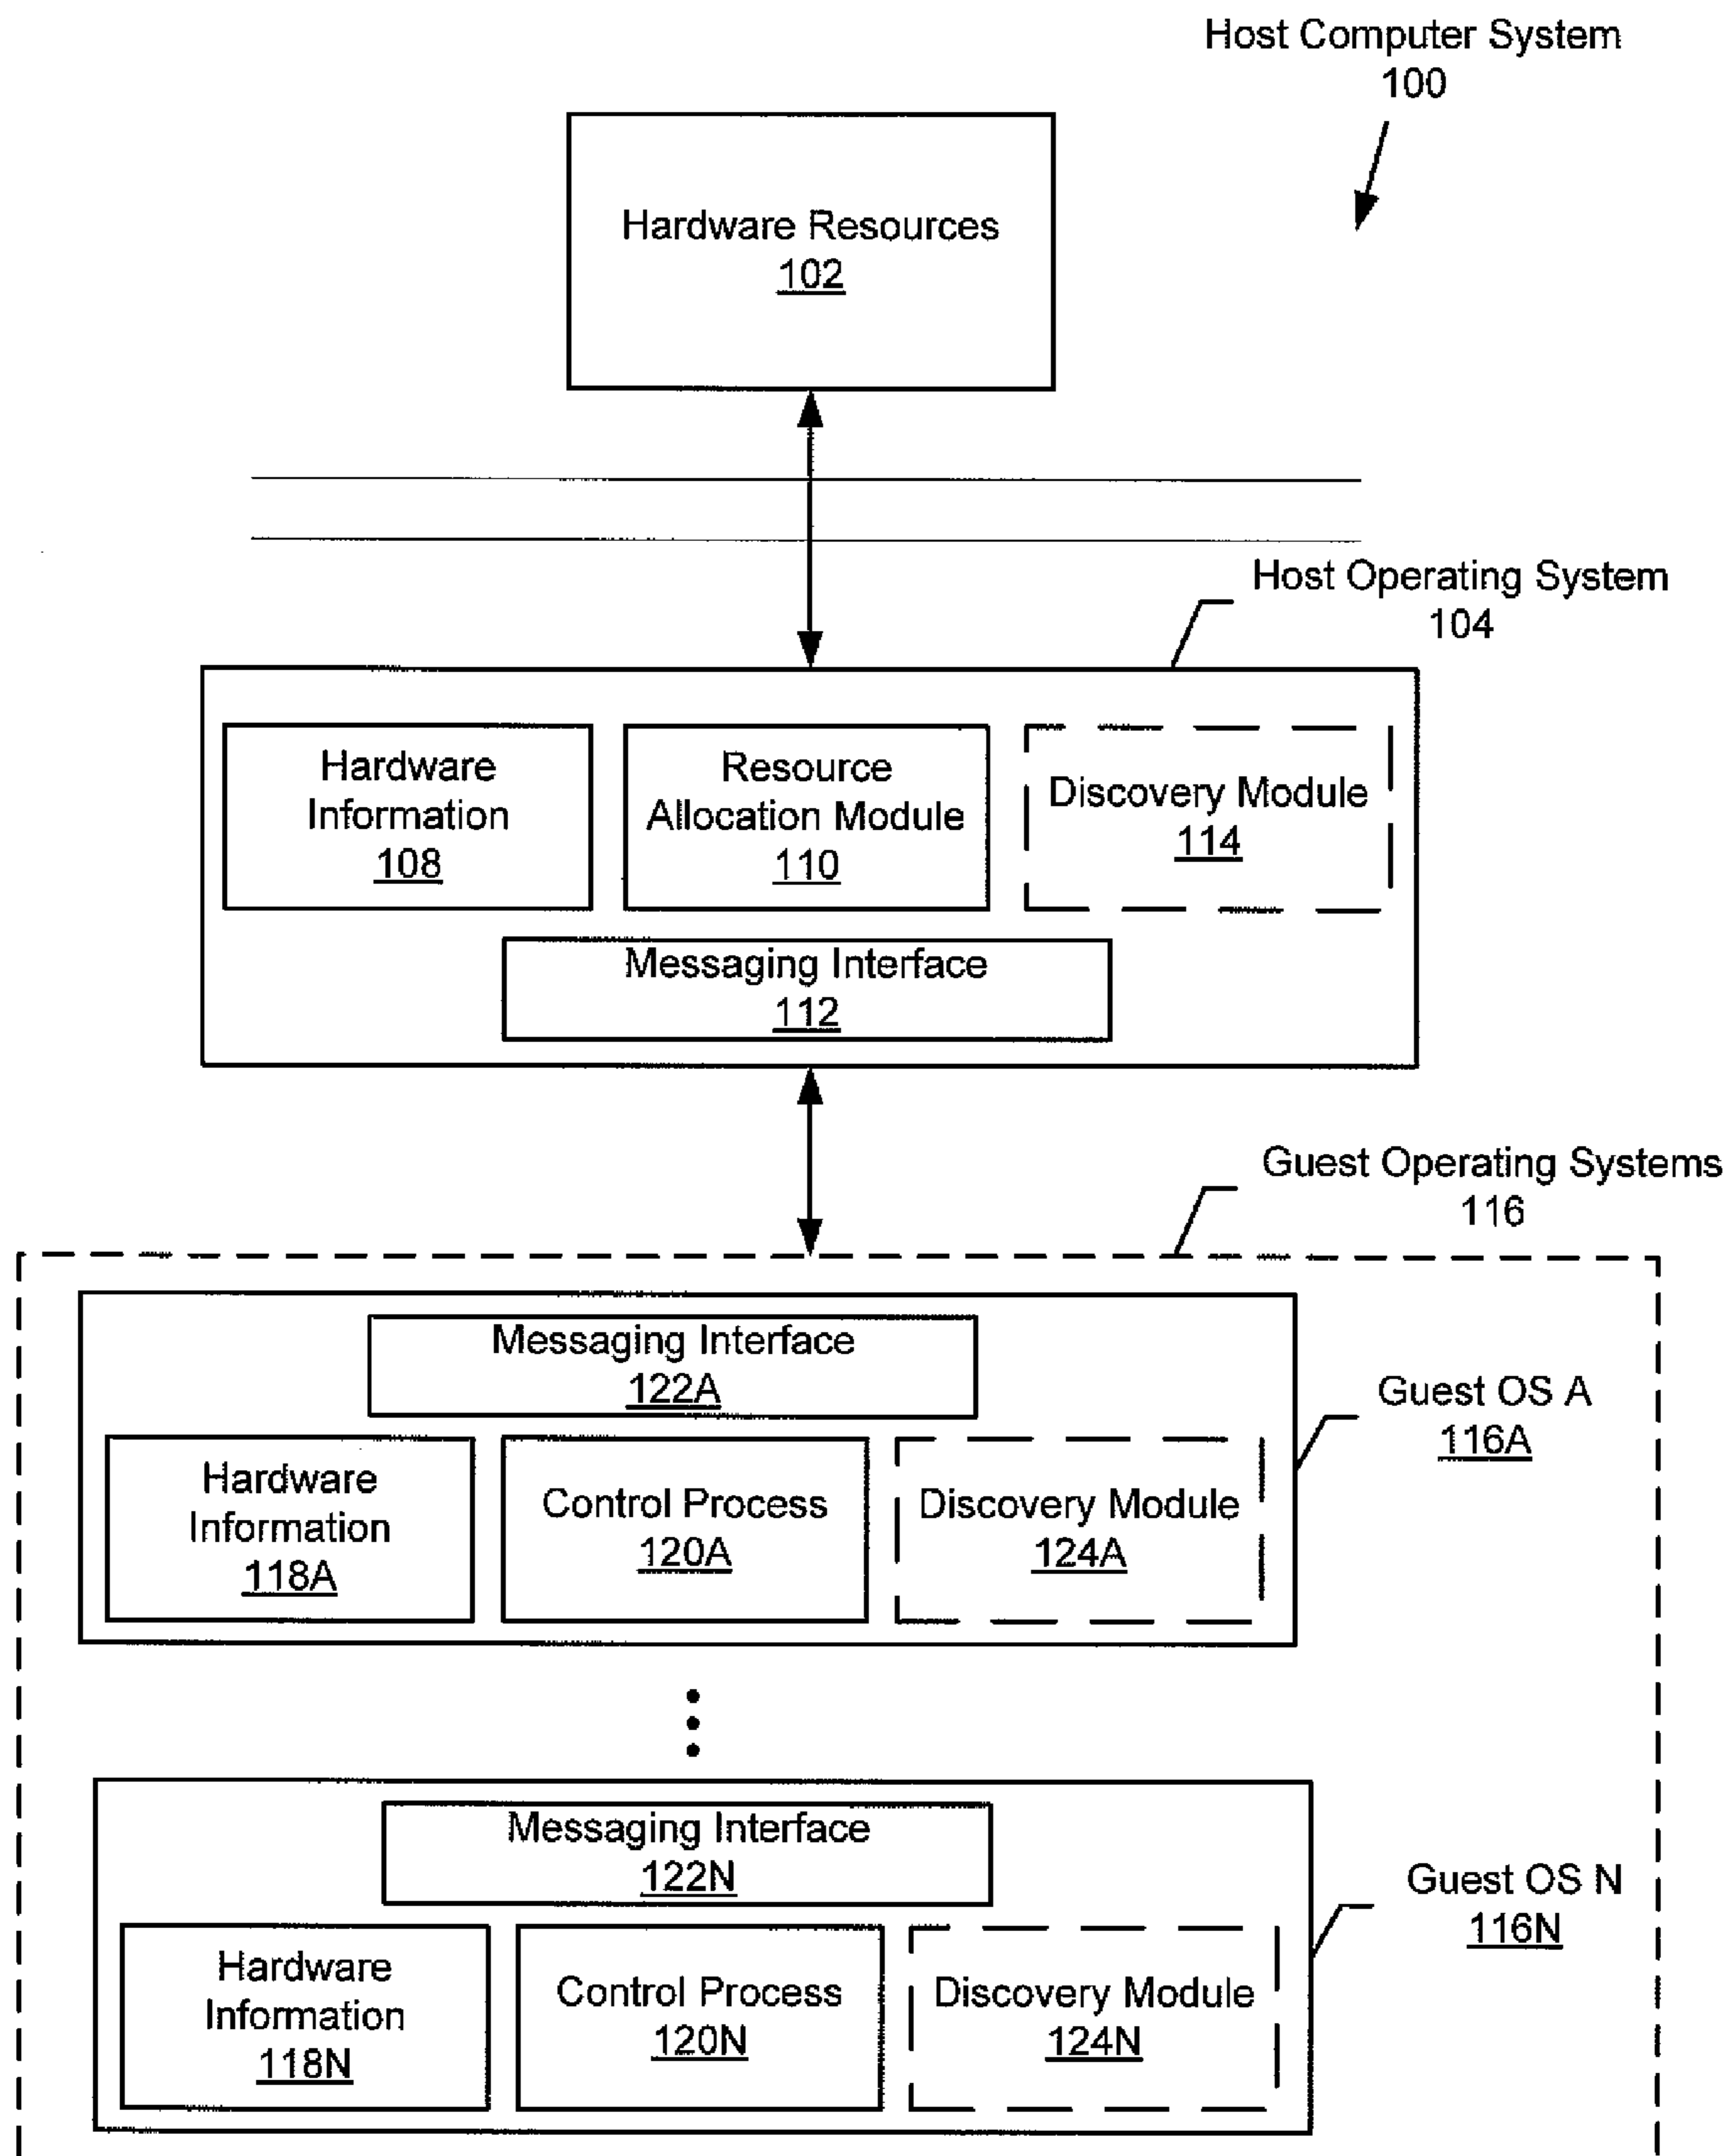 Host Computer System
100
Hardware Resources
102
Host Operating System
104
Hardware
Information
108
Resource
Allocation Module
110
Discovery Module
114
Messaging Interface
112
Guest Operating Systems
116
Messaging Interface
122A
Guest OS A
116A
Hardware
Information
118A
Control Process
120A
Discovery Module
124A
Messaging Interface
122N
Guest OS N
116N
Hardware
Information
118N
Control Process
120N
Discovery Module
124N